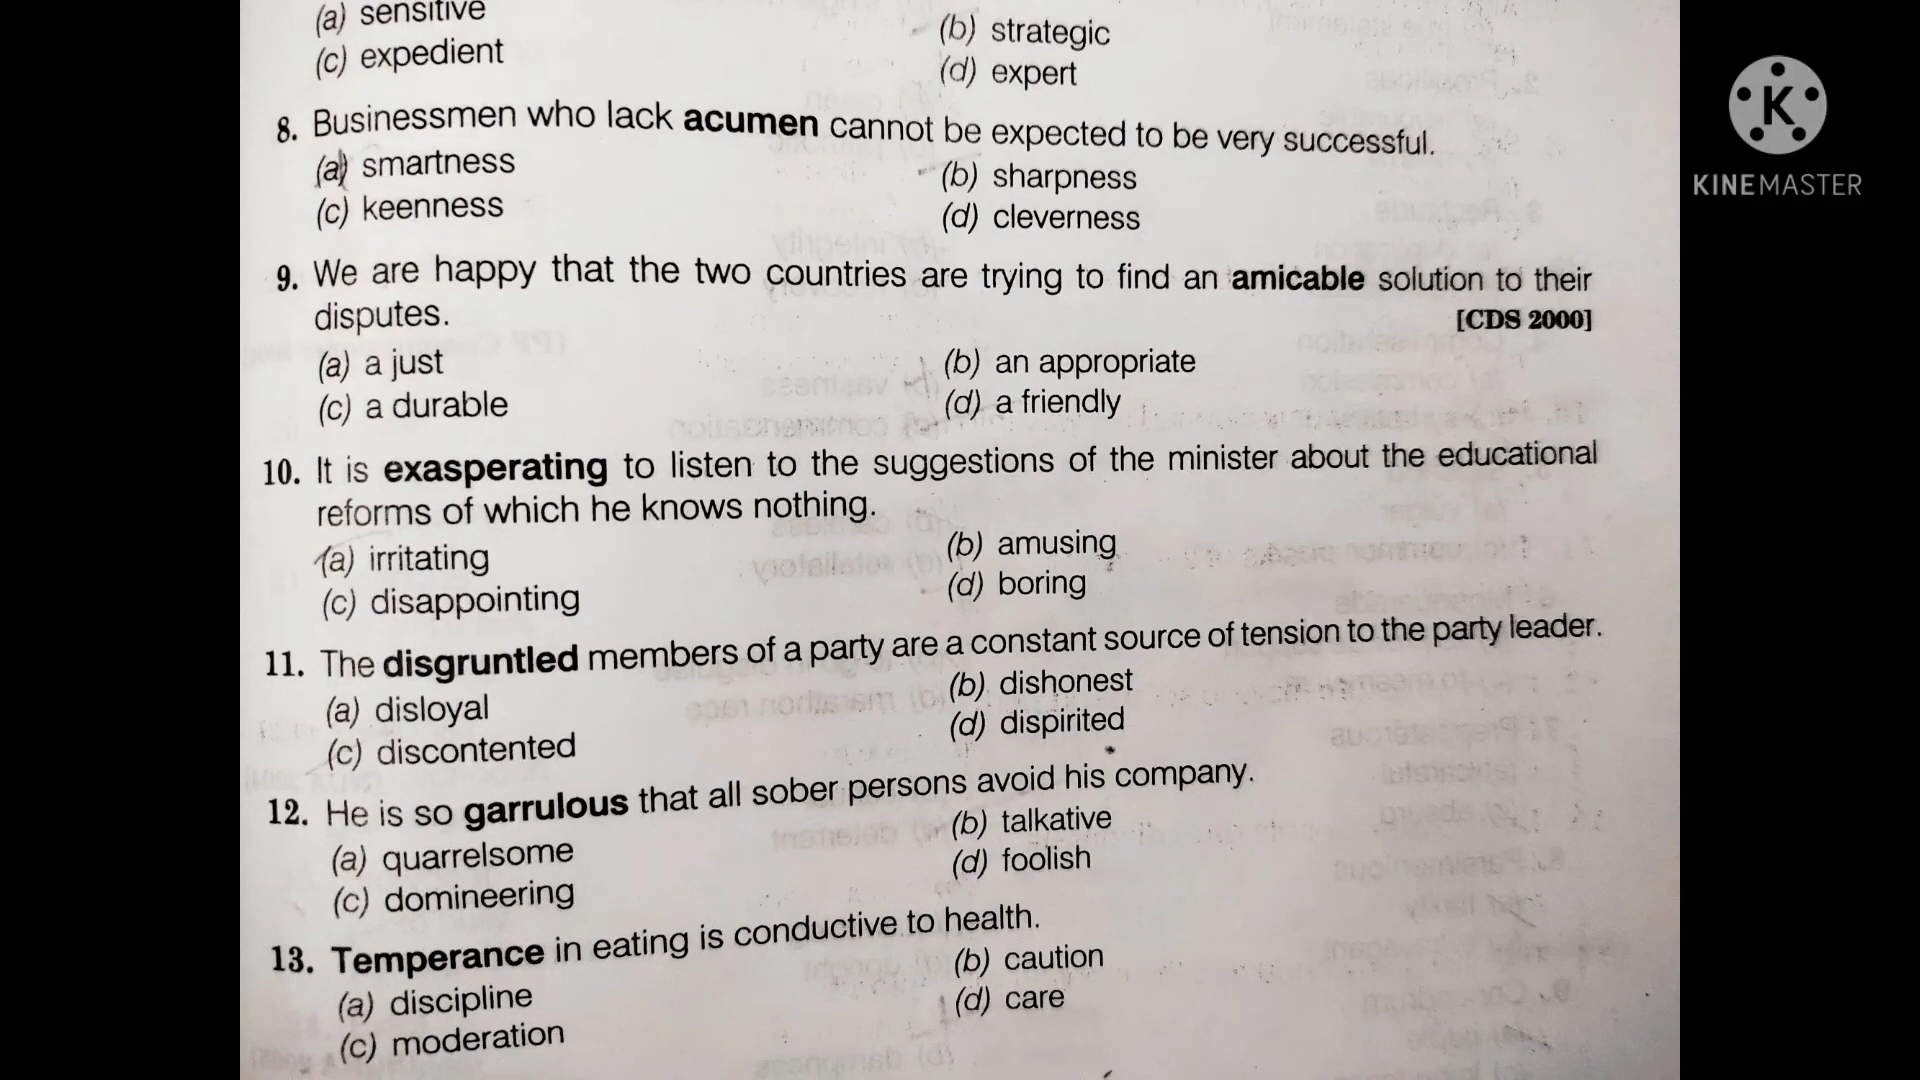 (a) sensitive (b) strategic
(c) expedient (d) expert
8. Businessmen who lack acumen cannot be expected to be very successful.
(a) smartness (b) sharpness
(c) keenness (d) cleverness
9. We are happy that the two countries are trying to find an amicable solution to their
disputes. [CDS 2000]
(a) a just (b) an appropriate
(c) a durable (d) a friendly
10. It is exasperating to listen to the suggestions of the minister about the educational
reforms of which he knows nothing.
(a) irritating (b) amusing
(c) disappointing (d) boring
11. The disgruntled members of a party are a constant source of tension to the party leader.
(a) disloyal (b) dishonest
(c) discontented (d) dispirited
12. He is so garrulous that all sober persons avoid his company.
(a) quarrelsome (b) talkative
(c) domineering (d) foolish
13. Temperance in eating is conductive to health.
(a) discipline (b) caution
(c) moderation (d) care
K
KINEMASTER